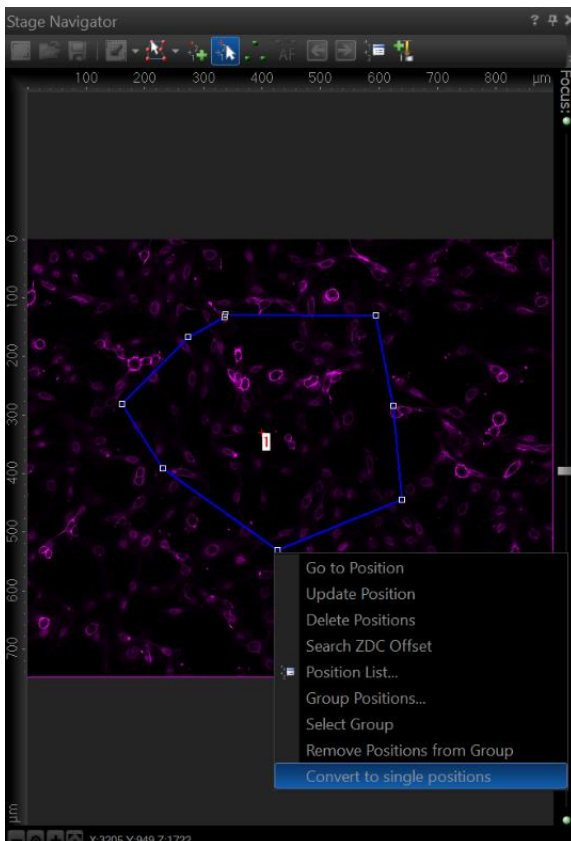 Stage Navigator
AF
100 200 300 400 500 600 700 800 µm
Focus:
0
100
200
300
1
400
500
600
700
Go to Position
Update Position
Delete Positions
Search ZDC Offset
Position List...
Group Positions...
Select Group
Remove Positions from Group
Convert to single positions
µm
X:3205 Y:949 Z:1722